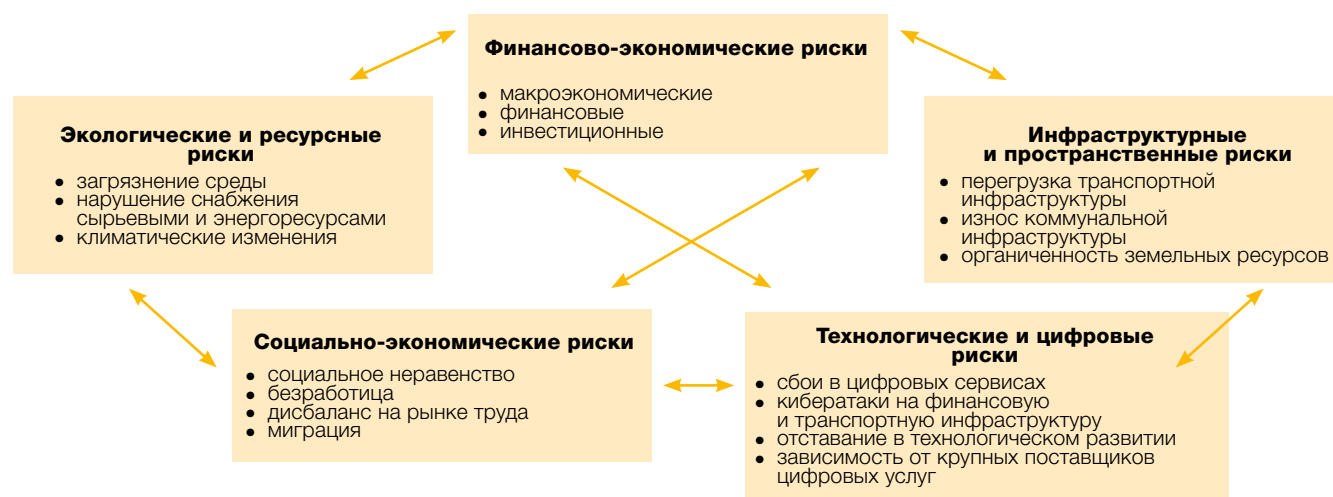 Финансово-экономические риски
• макроэкономические
• финансовые
• инвестиционные
Экологические и ресурсные
риски
• загрязнение среды
• нарушение снабжения
сырьевыми и энергоресурсами
• климатические изменения
Инфраструктурные
и пространственные риски
• перегрузка транспортной
инфраструктуры
• износ коммунальной
инфраструктуры
• органиченность земельных ресурсов
Социально-экономические риски
• социальное неравенство
• безработица
• дисбаланс на рынке труда
• миграция
Технологические и цифровые
риски
• сбои в цифровых сервисах
• кибератаки на финансовую
и транспортную инфраструктуру
• отставание в технологическом развитии
• зависимость от крупных поставщиков
цифровых услуг